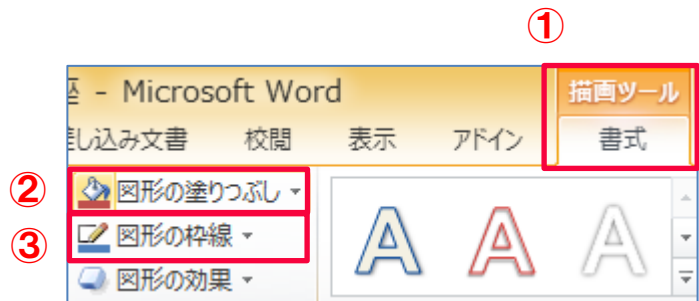 ①
- Microsoft Word
描画ツール
し込み文書 校閲 表示 アドイン 書式
② 図形の塗りつぶし
③ 図形の枠線
図形の効果
A A A